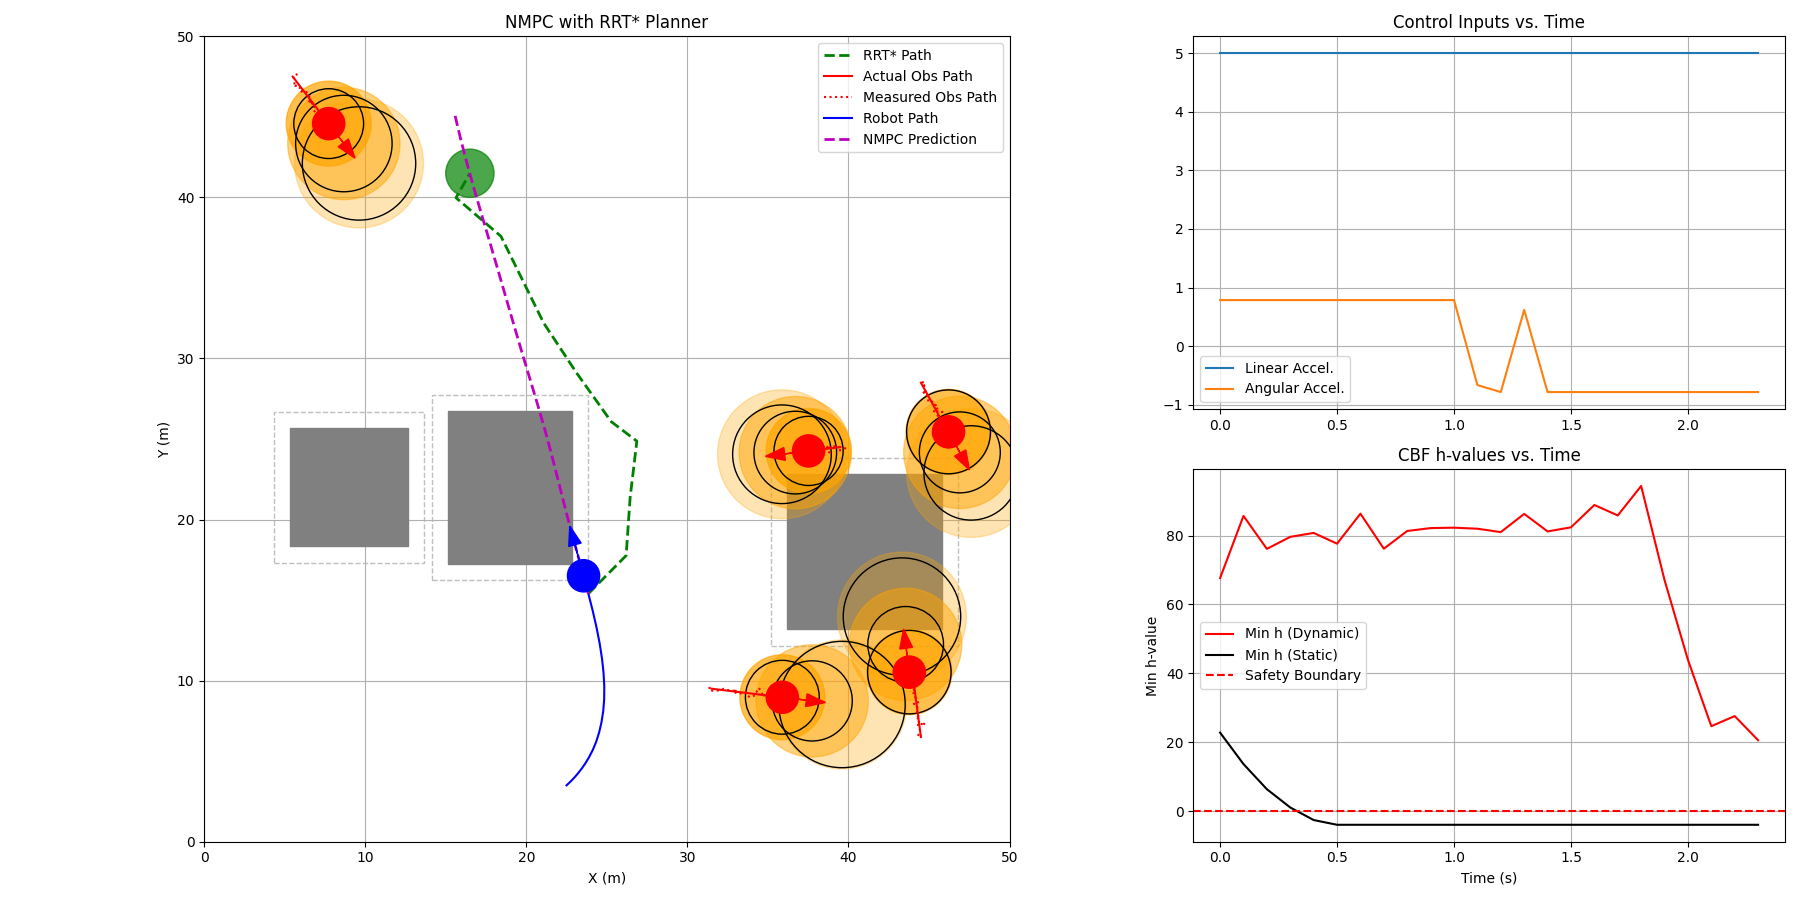 NMPC with RRT* Planner
50
40
30
20
10
0
0 10 20 30 40 50
X (m)
Y (m)
RRT* Path
Actual Obs Path
Measured Obs Path
Robot Path
NMPC Prediction
Control Inputs vs. Time
5
4
3
2
1
0
−1
0.0 0.5 1.0 1.5 2.0
Linear Accel.
Angular Accel.
CBF h-values vs. Time
80
60
40
20
0
Min h-value
Min h (Dynamic)
Min h (Static)
Safety Boundary
0.0 0.5 1.0 1.5 2.0
Time (s)